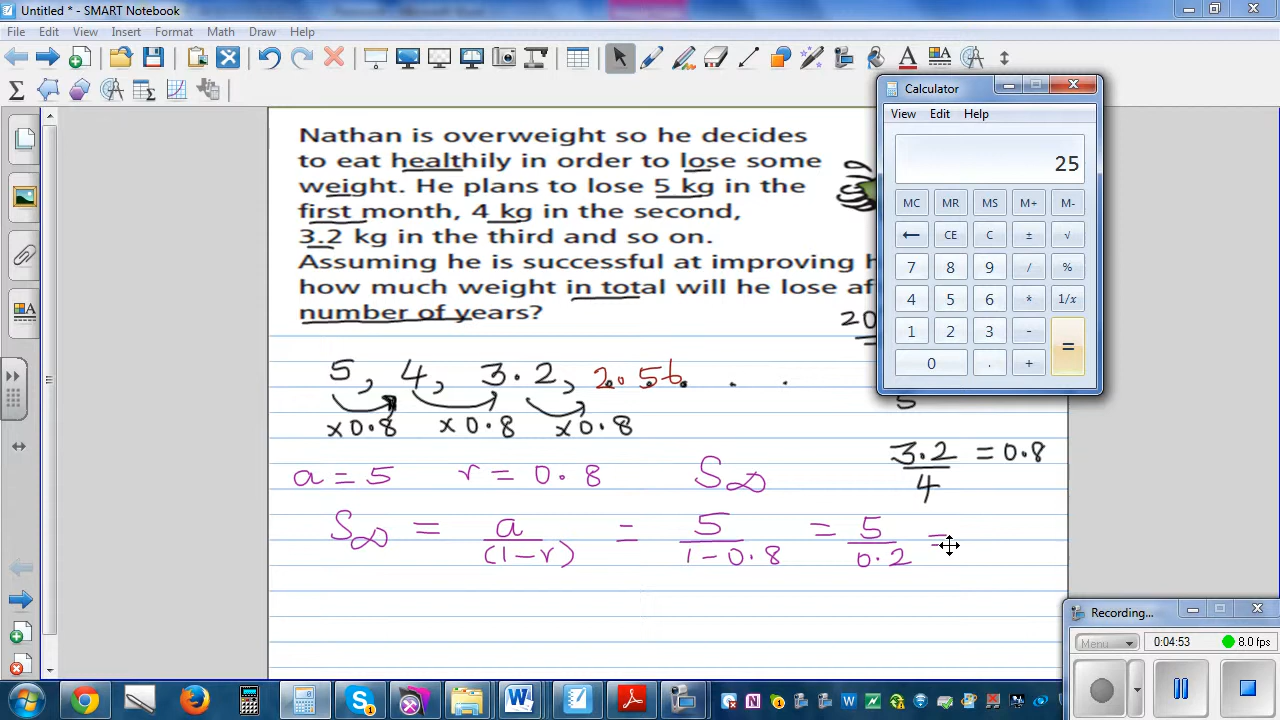 Untitled * - SMART Notebook
File Edit View Insert Format Math Draw Help
Nathan is overweight so he decides
to eat healthily in order to lose some
weight. He plans to lose 5 kg in the
first month, 4 kg in the second,
3.2 kg in the third and so on.
Assuming he is successful at improving h
how much weight in total will he lose af
number of years?
20
5, 4, 3.2, 2.56. . .
x0.8 x0.8 x0.8
5
3.2 = 0.8
4
a = 5 r = 0.8 S∞
S∞ = a = 5 = 5 =
(1-r) 1-0.8 0.2
Calculator
View Edit Help
25
MC MR MS M+ M-
← CE C ± √
7 8 9 / %
4 5 6 * 1/x
1 2 3 - =
0 . +
Recording...
Menu 0:04:53 8.0 fps